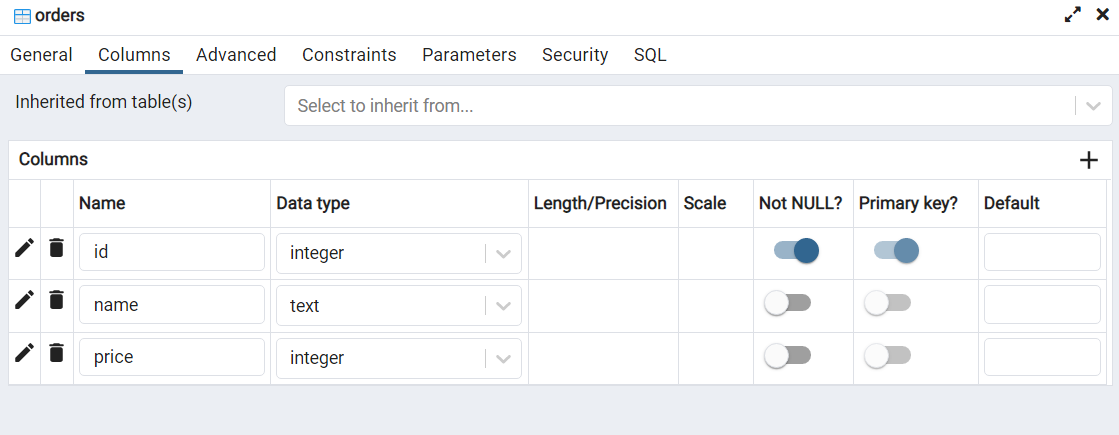 orders
General Columns Advanced Constraints Parameters Security SQL
Inherited from table(s) Select to inherit from...
Columns
Name Data type Length/Precision Scale Not NULL? Primary key? Default
id integer
name text
price integer